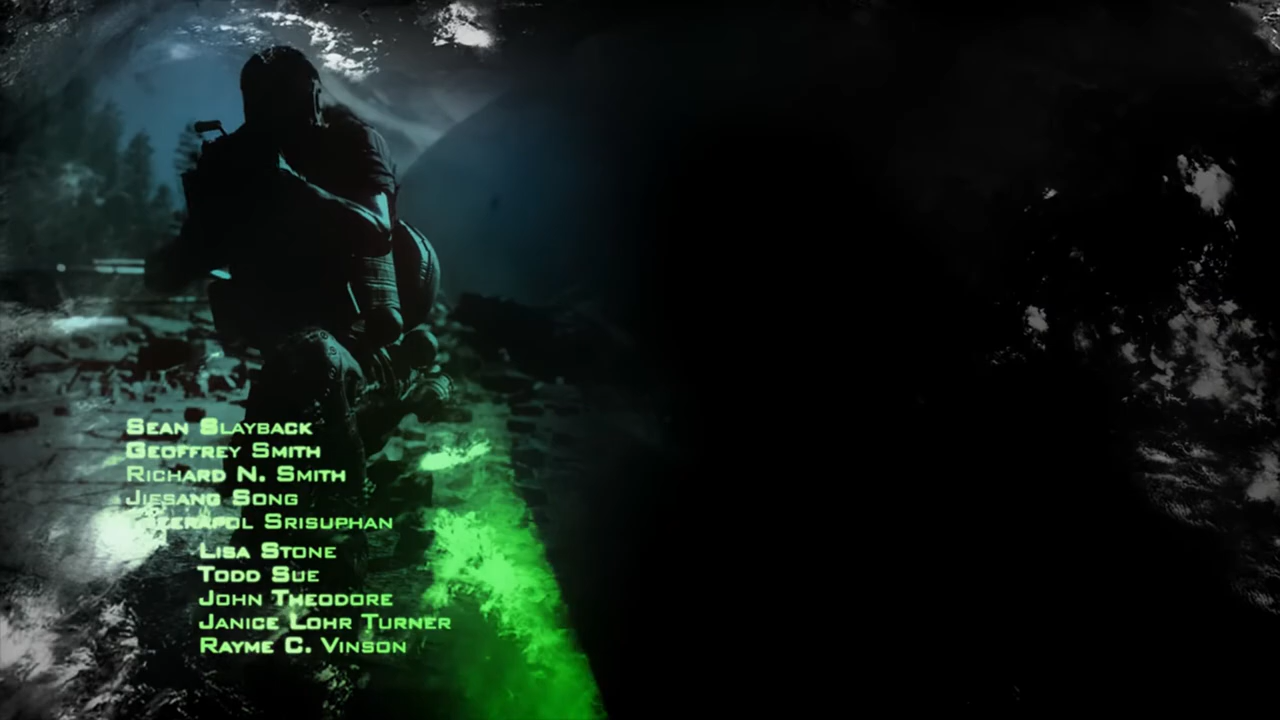 Sean Slayback
Geoffrey Smith
Richard N. Smith
Jiesang Song
Srisuphan
Lisa Stone
Todd Sue
John Theodore
Janice Lohr Turner
Rayme C. Vinson